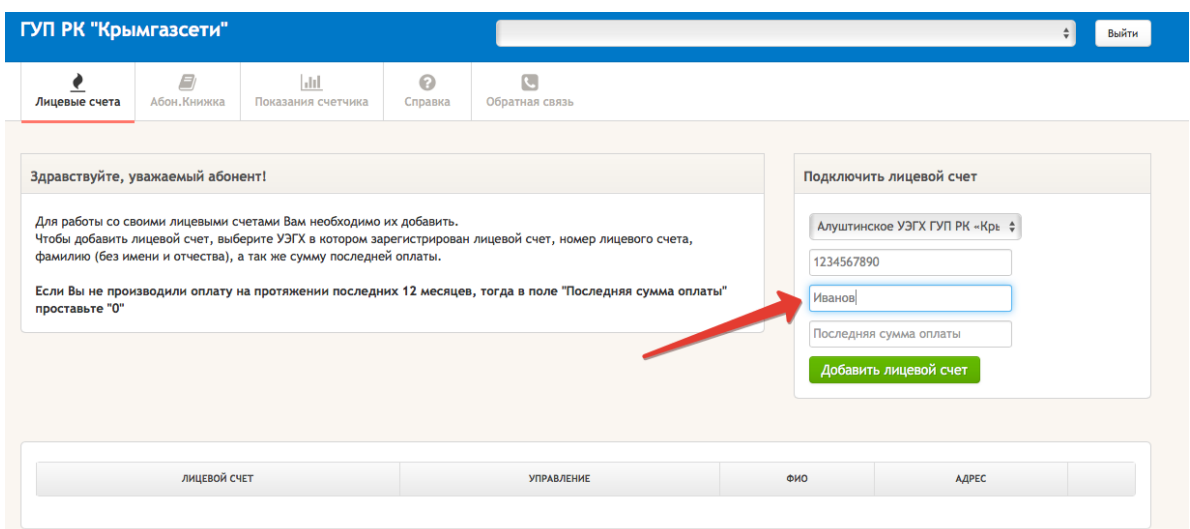 ГУП РК "Крымгазсети"
Выйти
Лицевые счета
Абон.Книжка
Показания счетчика
Справка
Обратная связь
Здравствуйте, уважаемый абонент!
Для работы со своими лицевыми счетами Вам необходимо их добавить.
Чтобы добавить лицевой счет, выберите УЭГХ в котором зарегистрирован лицевой счет, номер лицевого счета,
фамилию (без имени и отчества), а так же сумму последней оплаты.
Если Вы не производили оплату на протяжении последних 12 месяцев, тогда в поле "Последняя сумма оплаты"
проставьте "0"
Подключить лицевой счет
Алуштинское УЭГХ ГУП РК «Кры
1234567890
Иванов
Последняя сумма оплаты
Добавить лицевой счет
ЛИЦЕВОЙ СЧЕТ
УПРАВЛЕНИЕ
ФИО
АДРЕС